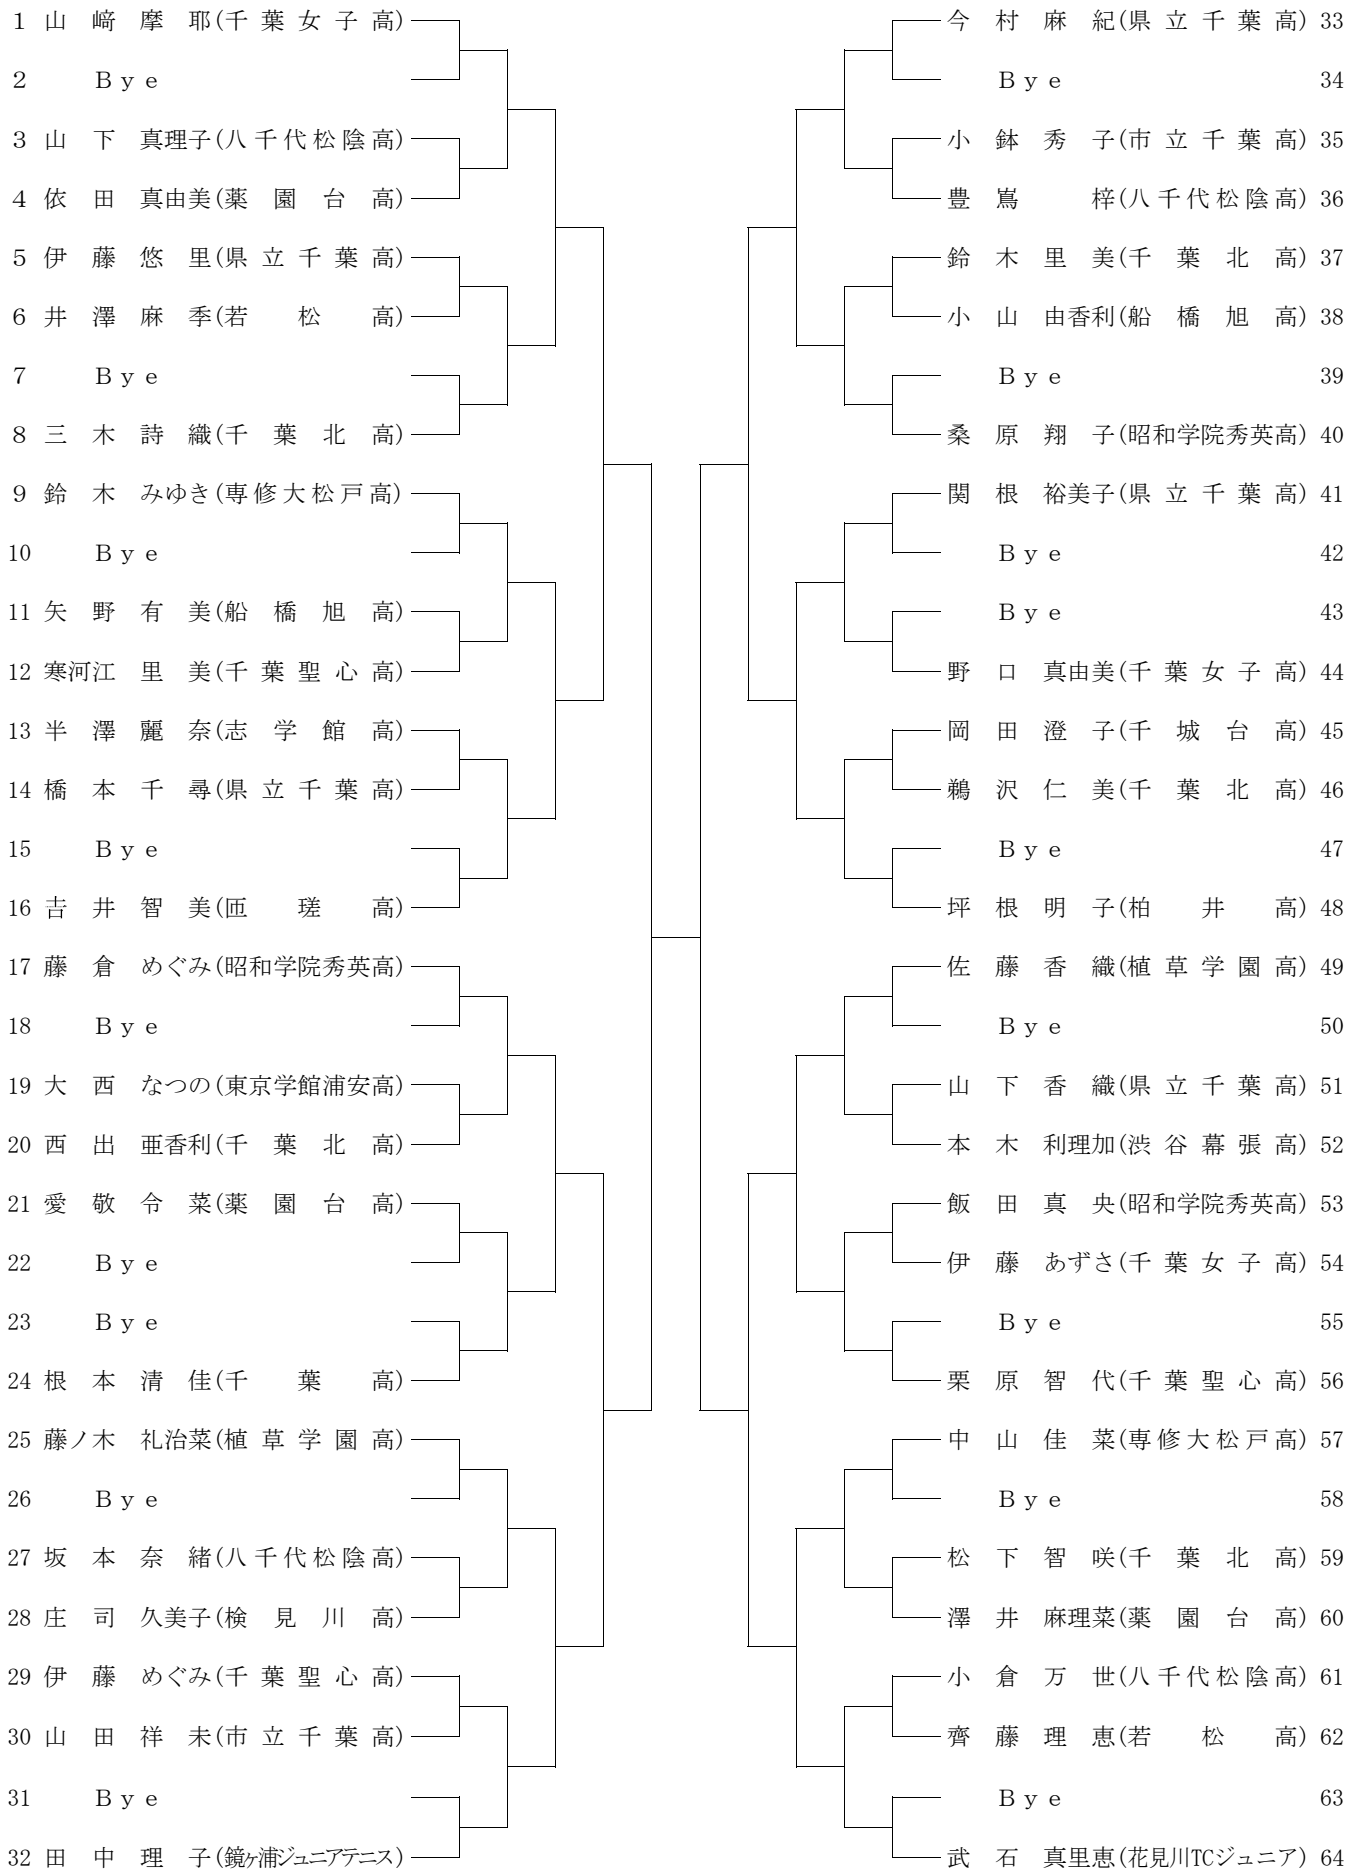 1 山 﨑 摩 耶(千 葉 女 子 高)
2 Bye
3 山 下 真理子(八千代松陰高)
4 依 田 真由美(薬 園 台 高)
5 伊 藤 悠 里(県 立 千 葉 高)
6 井 澤 麻 季(若 松 高)
7 Bye
8 三 木 詩 織(千 葉 北 高)
9 鈴 木 みゆき(専修大松戸高)
10 Bye
11 矢 野 有 美(船 橋 旭 高)
12 寒河江 里 美(千 葉 聖 心 高)
13 半 澤 麗 奈(志 学 館 高)
14 橋 本 千 尋(県 立 千 葉 高)
15 Bye
16 吉 井 智 美(匝 瑳 高)
17 藤 倉 めぐみ(昭和学院秀英高)
18 Bye
19 大 西 なつの(東京学館浦安高)
20 西 出 亜香利(千 葉 北 高)
21 愛 敬 令 菜(薬 園 台 高)
22 Bye
23 Bye
24 根 本 清 佳(千 葉 高)
25 藤ノ木 礼治菜(植 草 学 園 高)
26 Bye
27 坂 本 奈 緒(八千代松陰高)
28 庄 司 久美子(検 見 川 高)
29 伊 藤 めぐみ(千 葉 聖 心 高)
30 山 田 祥 未(市 立 千 葉 高)
31 Bye
32 田 中 理 子(鏡ヶ浦ジュニアテニス)
今 村 麻 紀(県 立 千 葉 高) 33
Bye 34
小 鉢 秀 子(市 立 千 葉 高) 35
豊 嶌 梓(八千代松陰高) 36
鈴 木 里 美(千 葉 北 高) 37
小 山 由香利(船 橋 旭 高) 38
Bye 39
桑 原 翔 子(昭和学院秀英高) 40
関 根 裕美子(県 立 千 葉 高) 41
Bye 42
Bye 43
野 口 真由美(千 葉 女 子 高) 44
岡 田 澄 子(千 城 台 高) 45
鵜 沢 仁 美(千 葉 北 高) 46
Bye 47
坪 根 明 子(柏 井 高) 48
佐 藤 香 織(植 草 学 園 高) 49
Bye 50
山 下 香 織(県 立 千 葉 高) 51
本 木 利理加(渋 谷 幕 張 高) 52
飯 田 真 央(昭和学院秀英高) 53
伊 藤 あずさ(千 葉 女 子 高) 54
Bye 55
栗 原 智 代(千 葉 聖 心 高) 56
中 山 佳 菜(専修大松戸高) 57
Bye 58
松 下 智 咲(千 葉 北 高) 59
澤 井 麻理菜(薬 園 台 高) 60
小 倉 万 世(八千代松陰高) 61
齊 藤 理 恵(若 松 高) 62
Bye 63
武 石 真里恵(花見川TCジュニア) 64